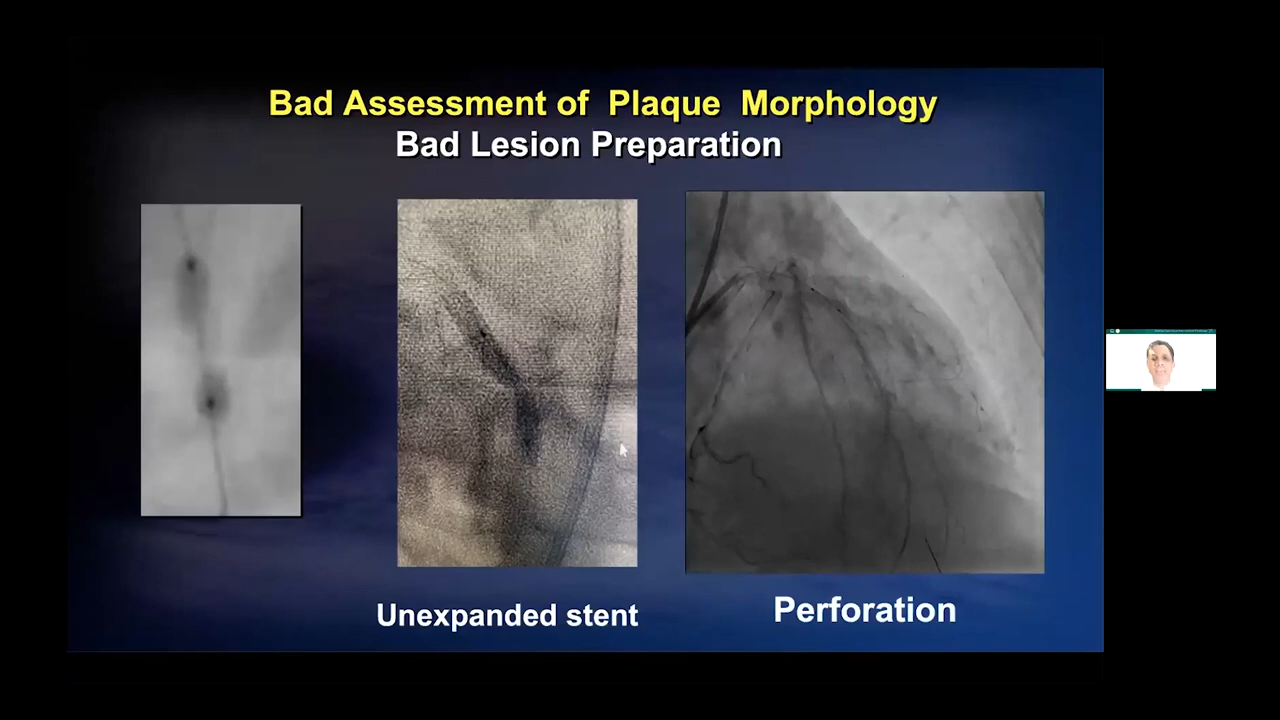 Bad Assessment of Plaque Morphology
Bad Lesion Preparation
Unexpanded stent
Perforation